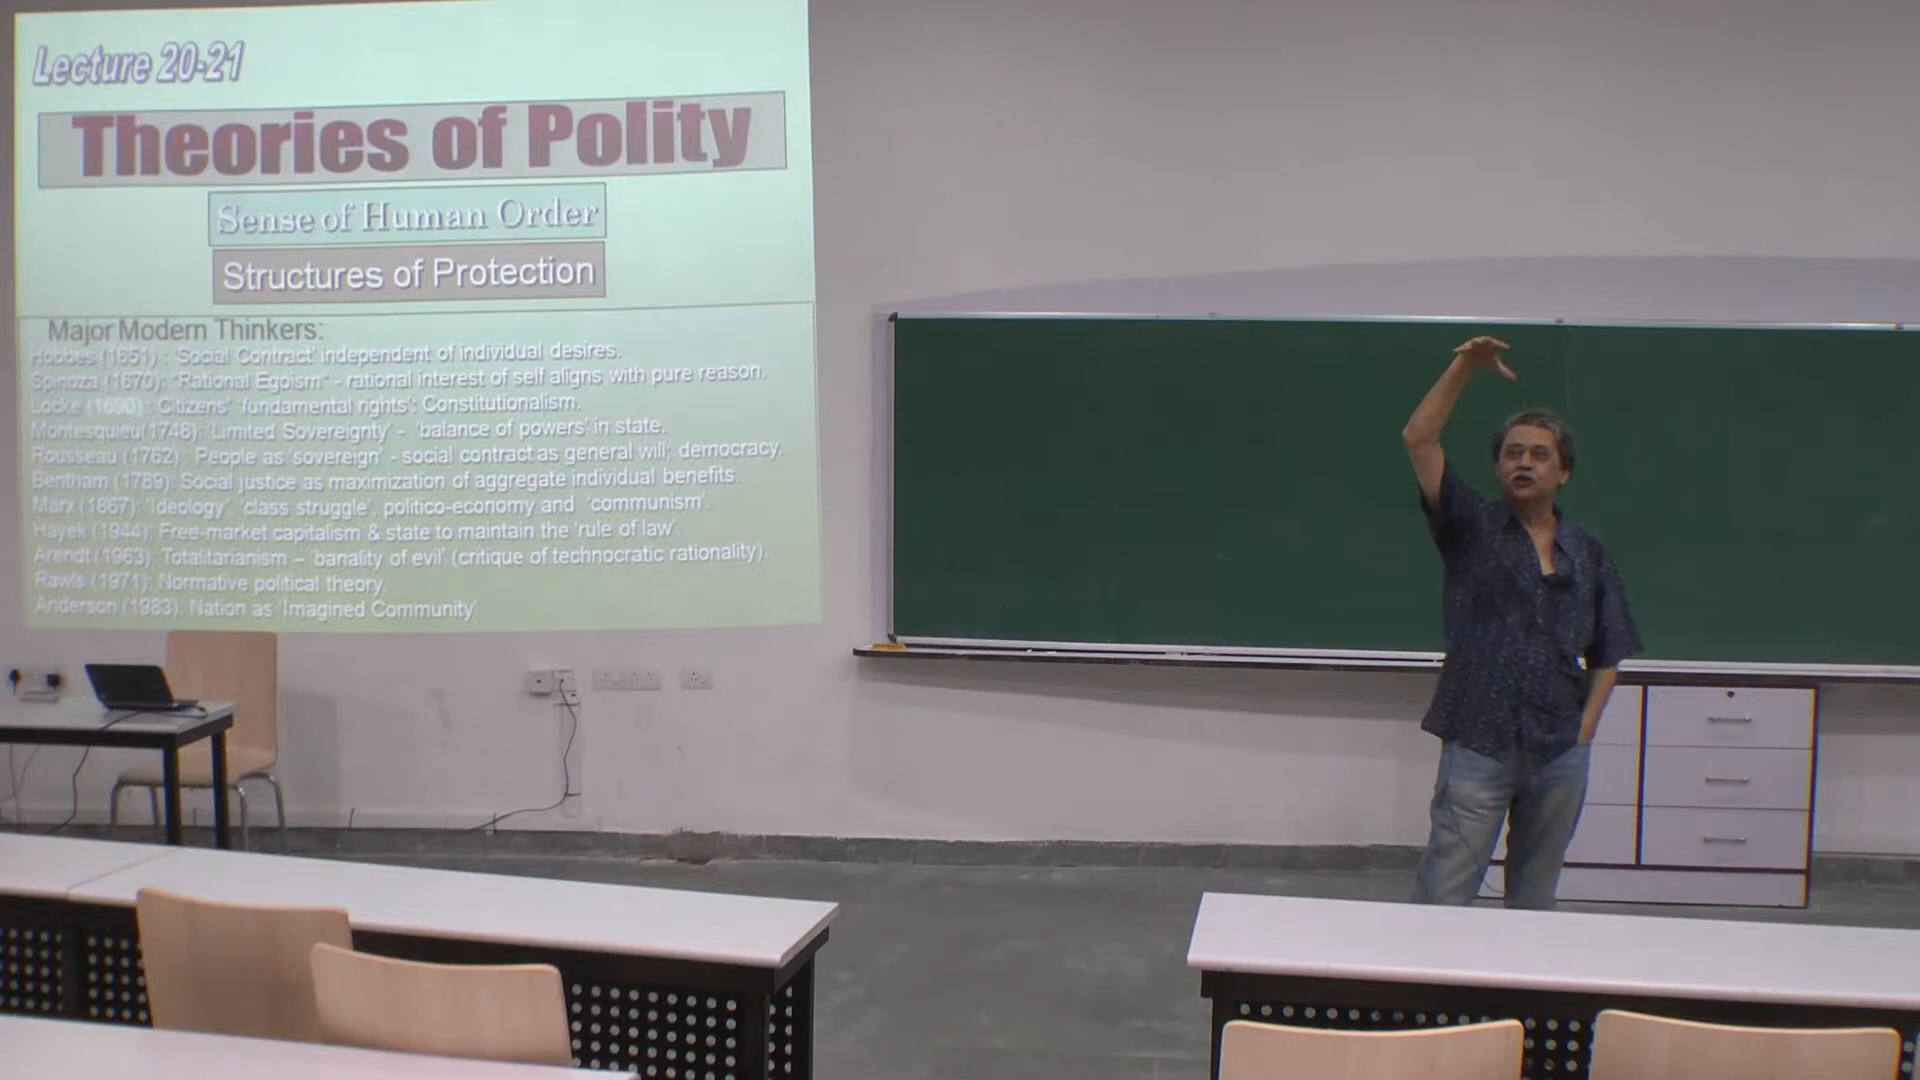 Lecture 20-21
Theories of Polity
Sense of Human Order
Structures of Protection
Major Modern Thinkers:
Hobbes (1651) : 'Social Contract' independent of individual desires.
Spinoza (1670): "Rational Egoism" - rational interest of self aligns with pure reason.
Locke (1690) : Citizens' 'fundamental rights': Constitutionalism.
Montesquieu(1748): 'Limited Sovereignty' - 'balance of powers' in state.
Rousseau (1762) : People as 'sovereign' - social contract as general will; democracy.
Bentham (1789): Social justice as maximization of aggregate individual benefits.
Marx (1867): 'Ideology', 'class struggle', politico-economy and 'communism'.
Hayek (1944): Free-market capitalism & state to maintain the 'rule of law'.
Arendt (1963): Totalitarianism – 'banality of evil' (critique of technocratic rationality).
Rawls (1971): Normative political theory.
Anderson (1983): Nation as 'Imagined Community'